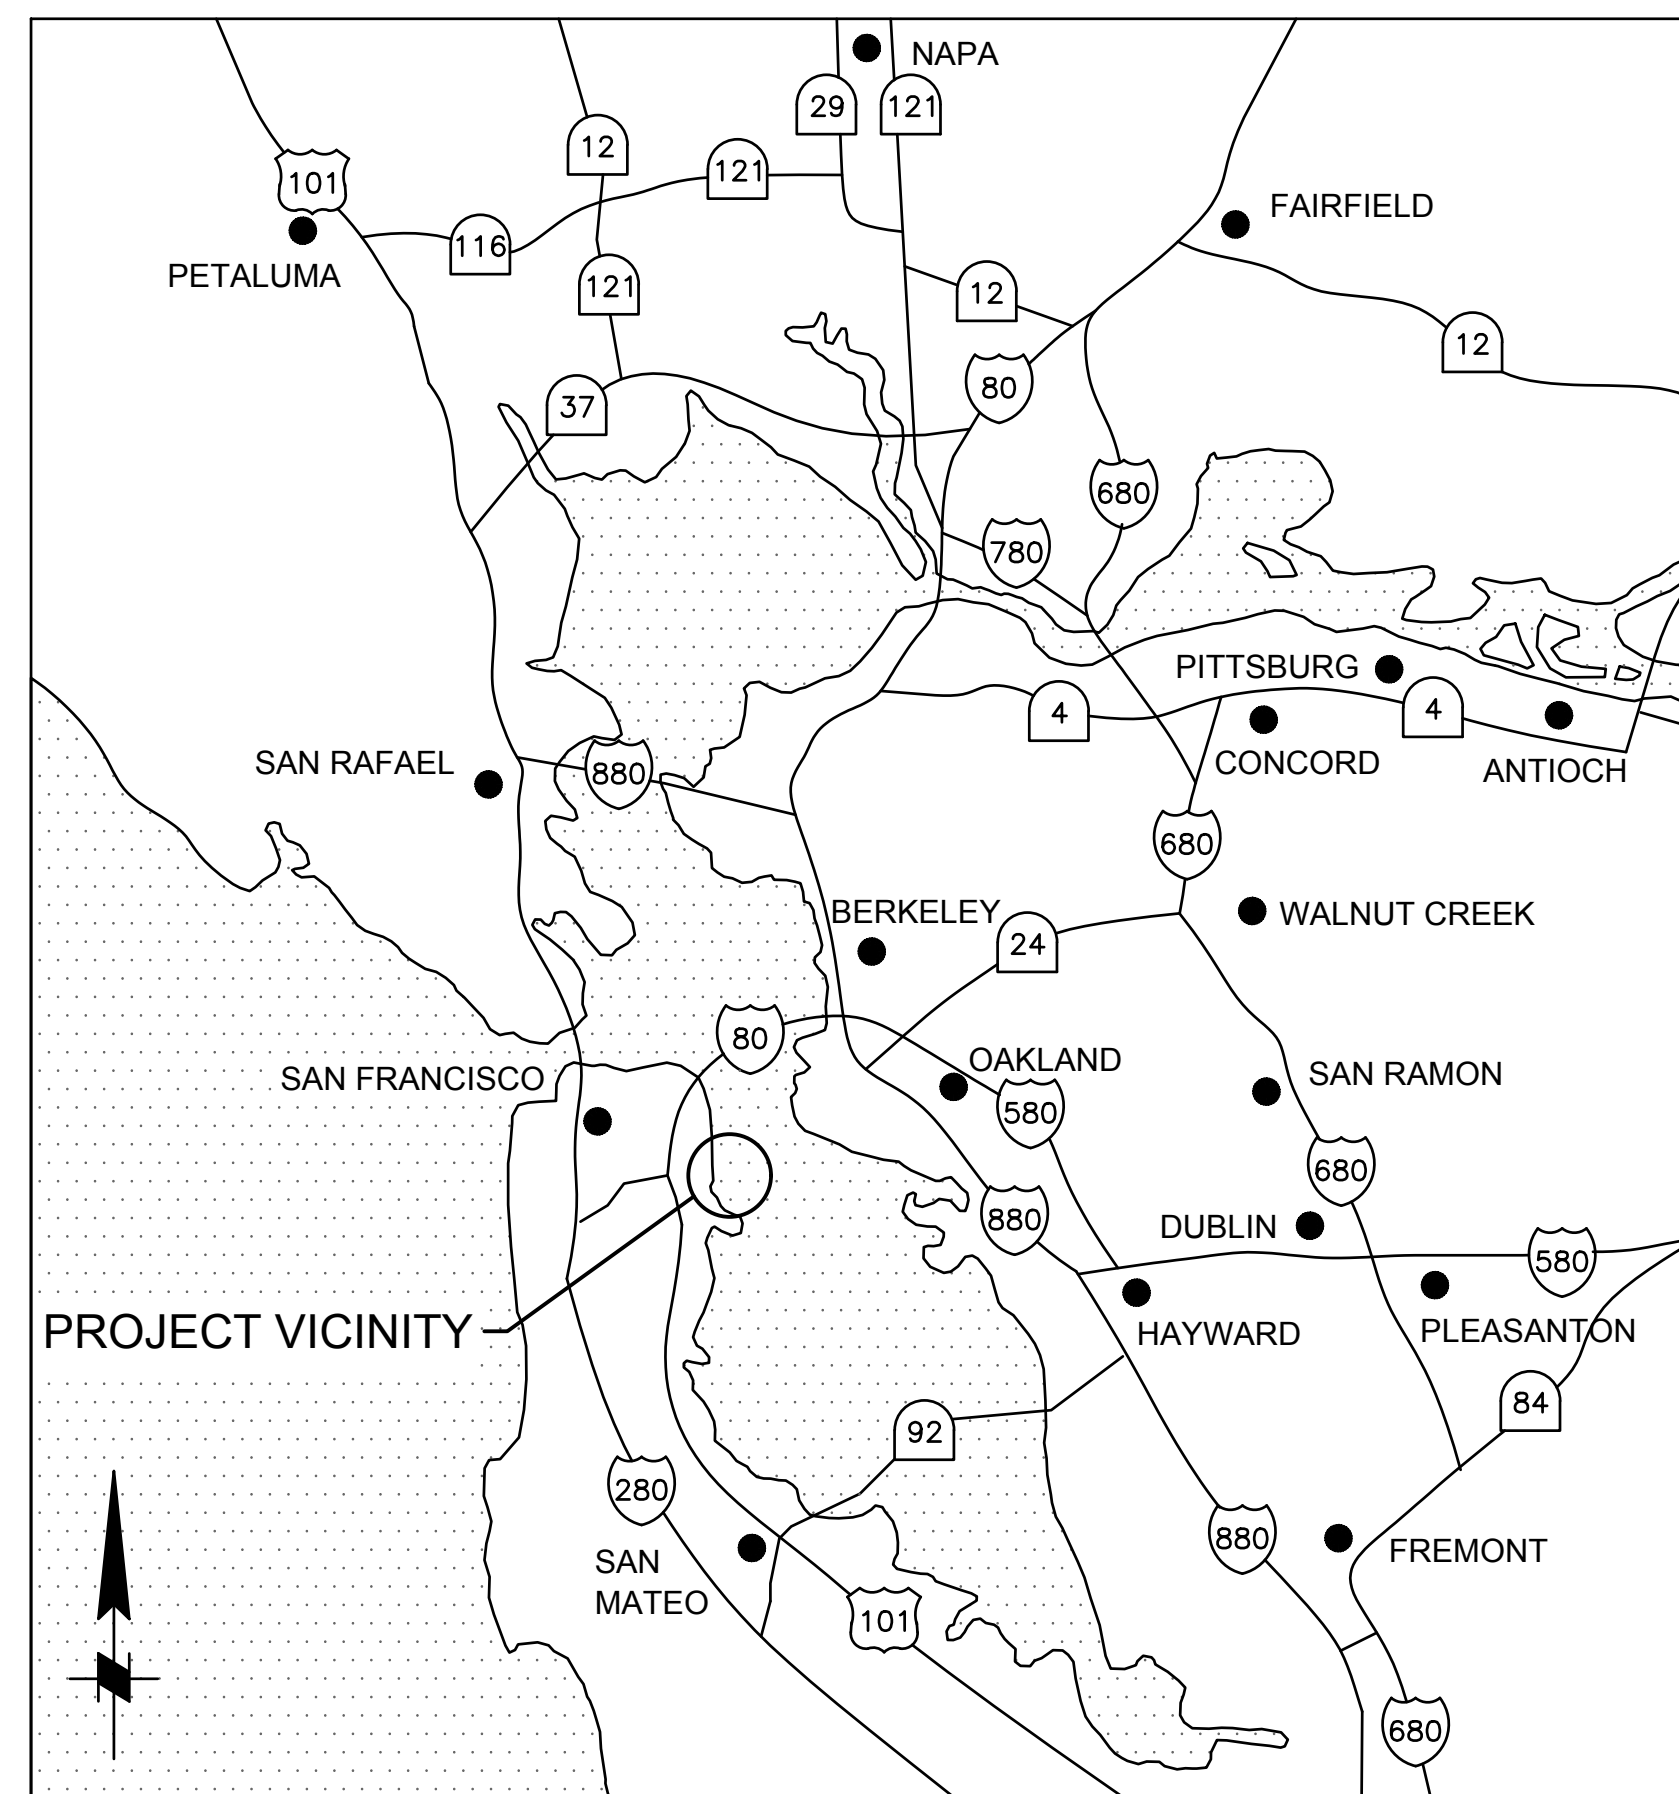 NAPA
29
121
12
121
101
116
PETALUMA
FAIRFIELD
121
12
12
80
37
680
780
PITTSBURG
4
4
CONCORD
ANTIOCH
SAN RAFAEL
880
680
BERKELEY
24
WALNUT CREEK
80
OAKLAND
SAN FRANCISCO
SAN RAMON
580
680
880
DUBLIN
580
PROJECT VICINITY
HAYWARD
PLEASANTON
84
92
280
880
SAN
MATEO
FREMONT
101
680